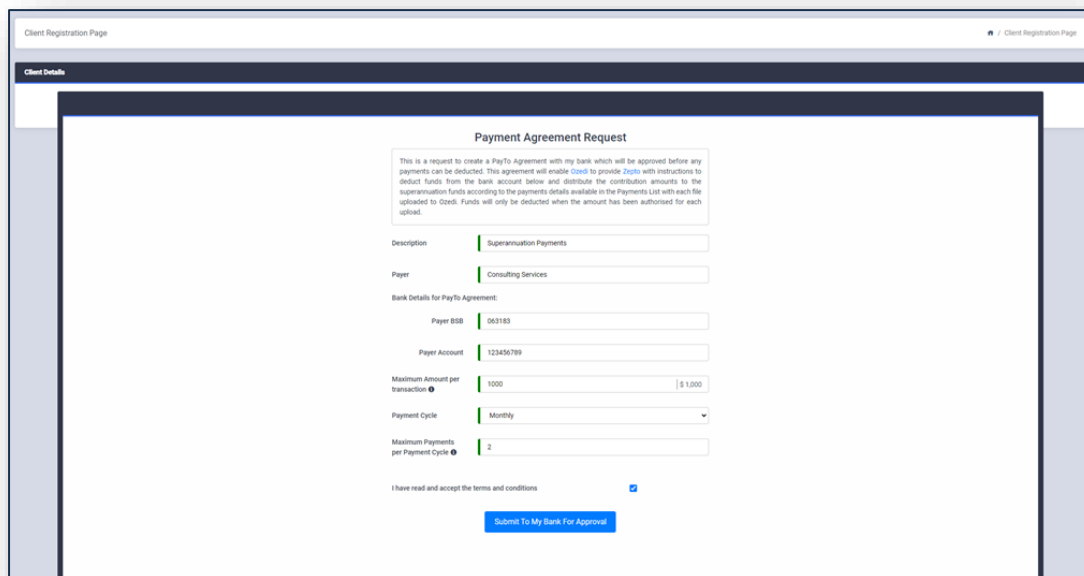 Client Registration Page
/ Client Registration Page
Client Details
Payment Agreement Request
This is a request to create a PayTo Agreement with my bank which will be approved before any
payments can be deducted. This agreement will enable Ozedi to provide Zepto with instructions to
deduct funds from the bank account below and distribute the contribution amounts to the
superannuation funds according to the payments details available in the Payments List with each file
uploaded to Ozedi. Funds will only be deducted when the amount has been authorised for each
upload.
Description
Superannuation Payments
Payer
Consulting Services
Bank Details for PayTo Agreement:
Payer BSB
063183
Payer Account
123456789
Maximum Amount per
transaction
1000
$ 1,000
Payment Cycle
Monthly
Maximum Payments
per Payment Cycle
2
I have read and accept the terms and conditions
Submit To My Bank For Approval